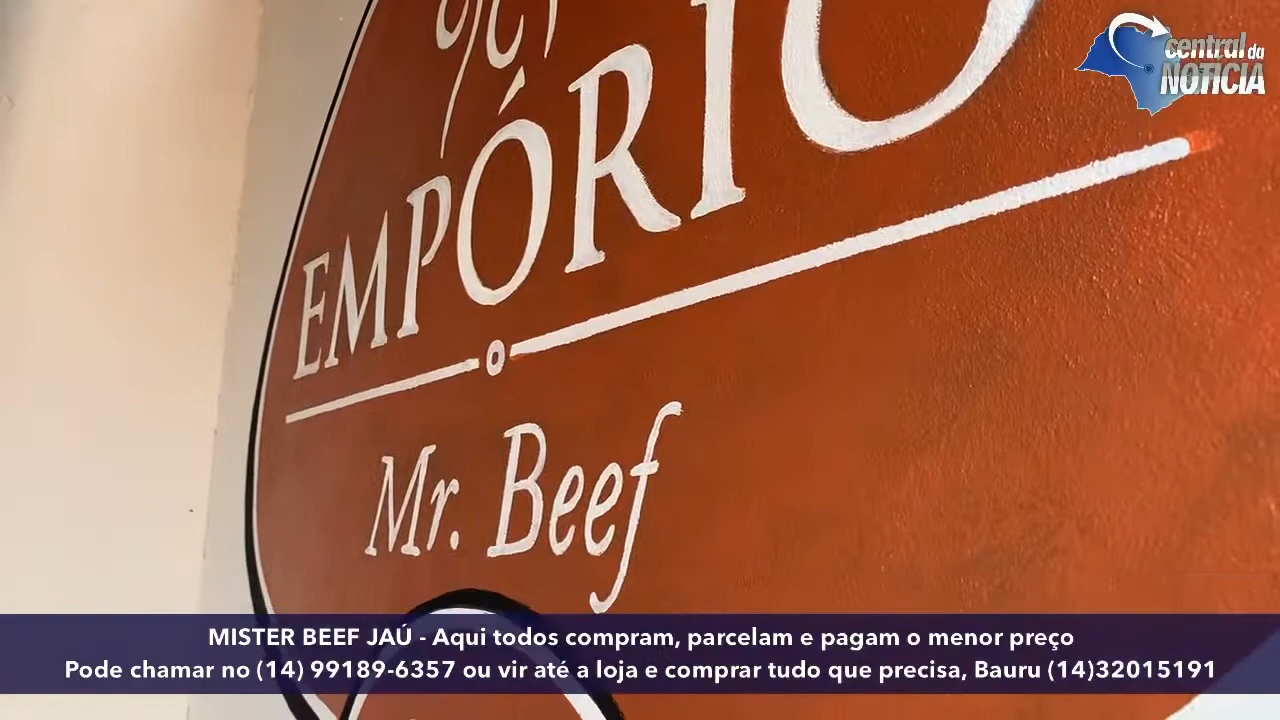 central da
NOTÍCIA
EMPÓRIO
Mr. Beef
MISTER BEEF JAÚ - Aqui todos compram, parcelam e pagam o menor preço
Pode chamar no (14) 99189-6357 ou vir até a loja e comprar tudo que precisa, Bauru (14)32015191